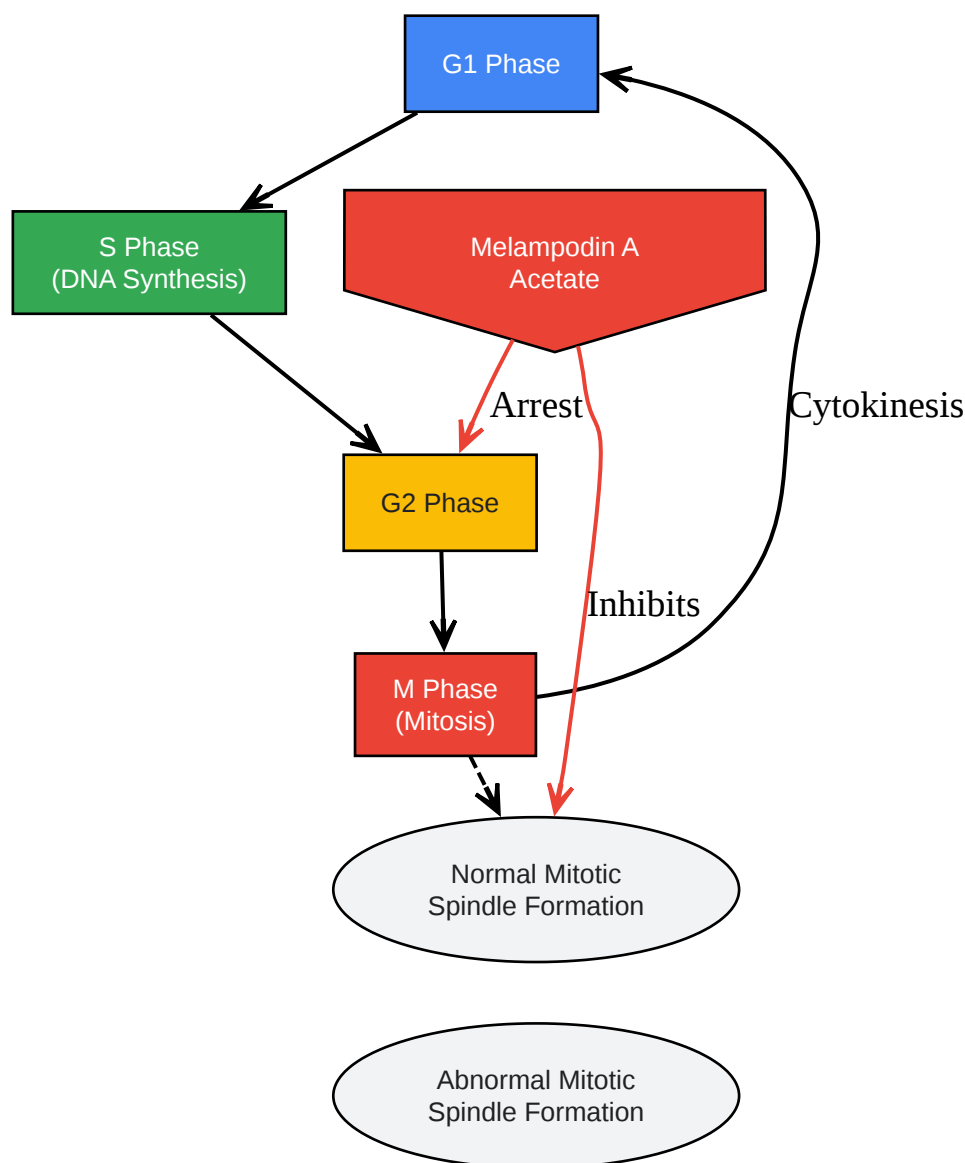 G1 Phase
S Phase
(DNA Synthesis)
Melampodin A
Acetate
Arrest
Cytokinesis
G2 Phase
Inhibits
M Phase
(Mitosis)
Normal Mitotic
Spindle Formation
Abnormal Mitotic
Spindle Formation